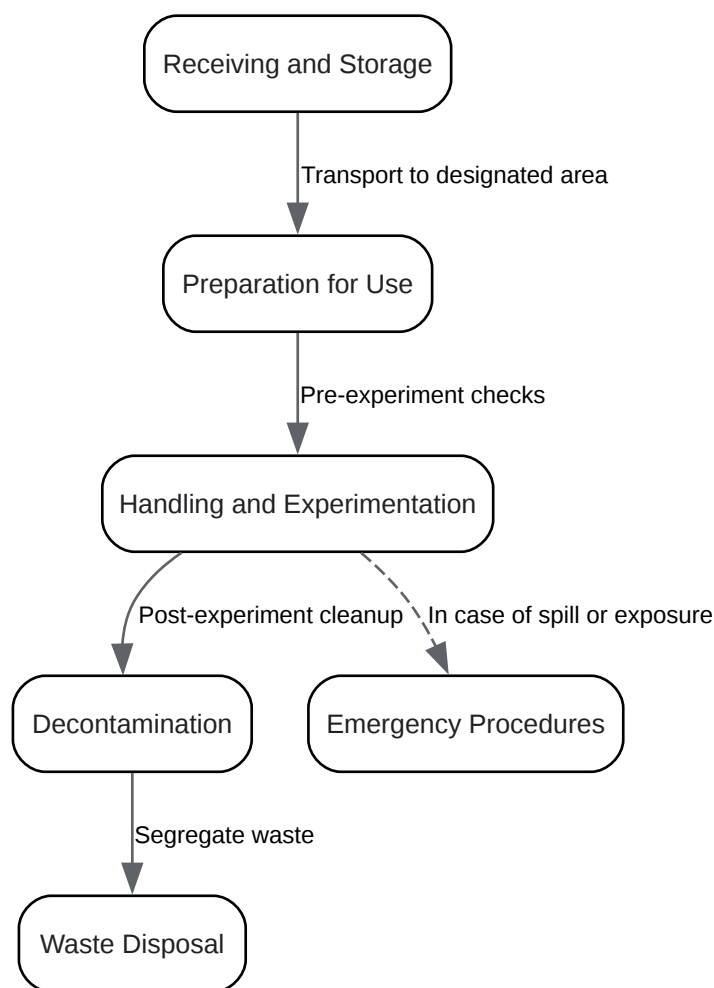 Receiving and Storage
Transport to designated area
Preparation for Use
Pre-experiment checks
Handling and Experimentation
Post-experiment cleanup
In case of spill or exposure
Decontamination
Emergency Procedures
Segregate waste
Waste Disposal